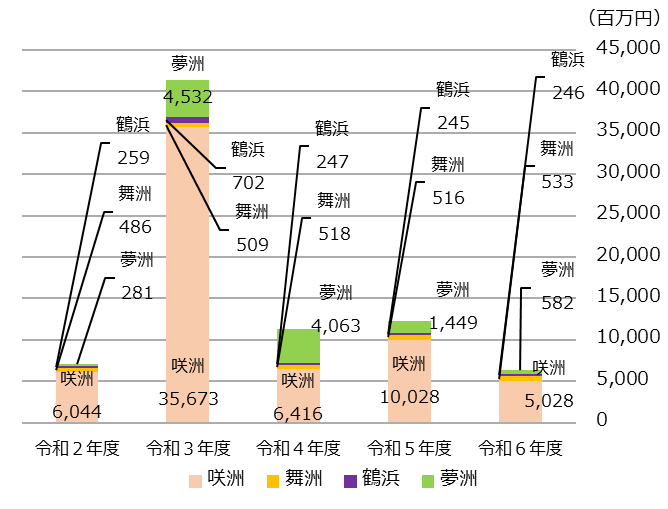 （百万円）
45,000
40,000
35,000
30,000
25,000
20,000
15,000
10,000
5,000
0
鶴浜
259
舞洲
486
夢洲
281
咲洲
6,044
夢洲
4,532
鶴浜
702
舞洲
509
咲洲
35,673
鶴浜
247
舞洲
518
夢洲
4,063
咲洲
6,416
鶴浜
245
舞洲
516
夢洲
1,449
咲洲
10,028
鶴浜
246
舞洲
533
夢洲
582
咲洲
5,028
令和２年度 令和３年度 令和４年度 令和５年度 令和６年度
咲洲 舞洲 鶴浜 夢洲